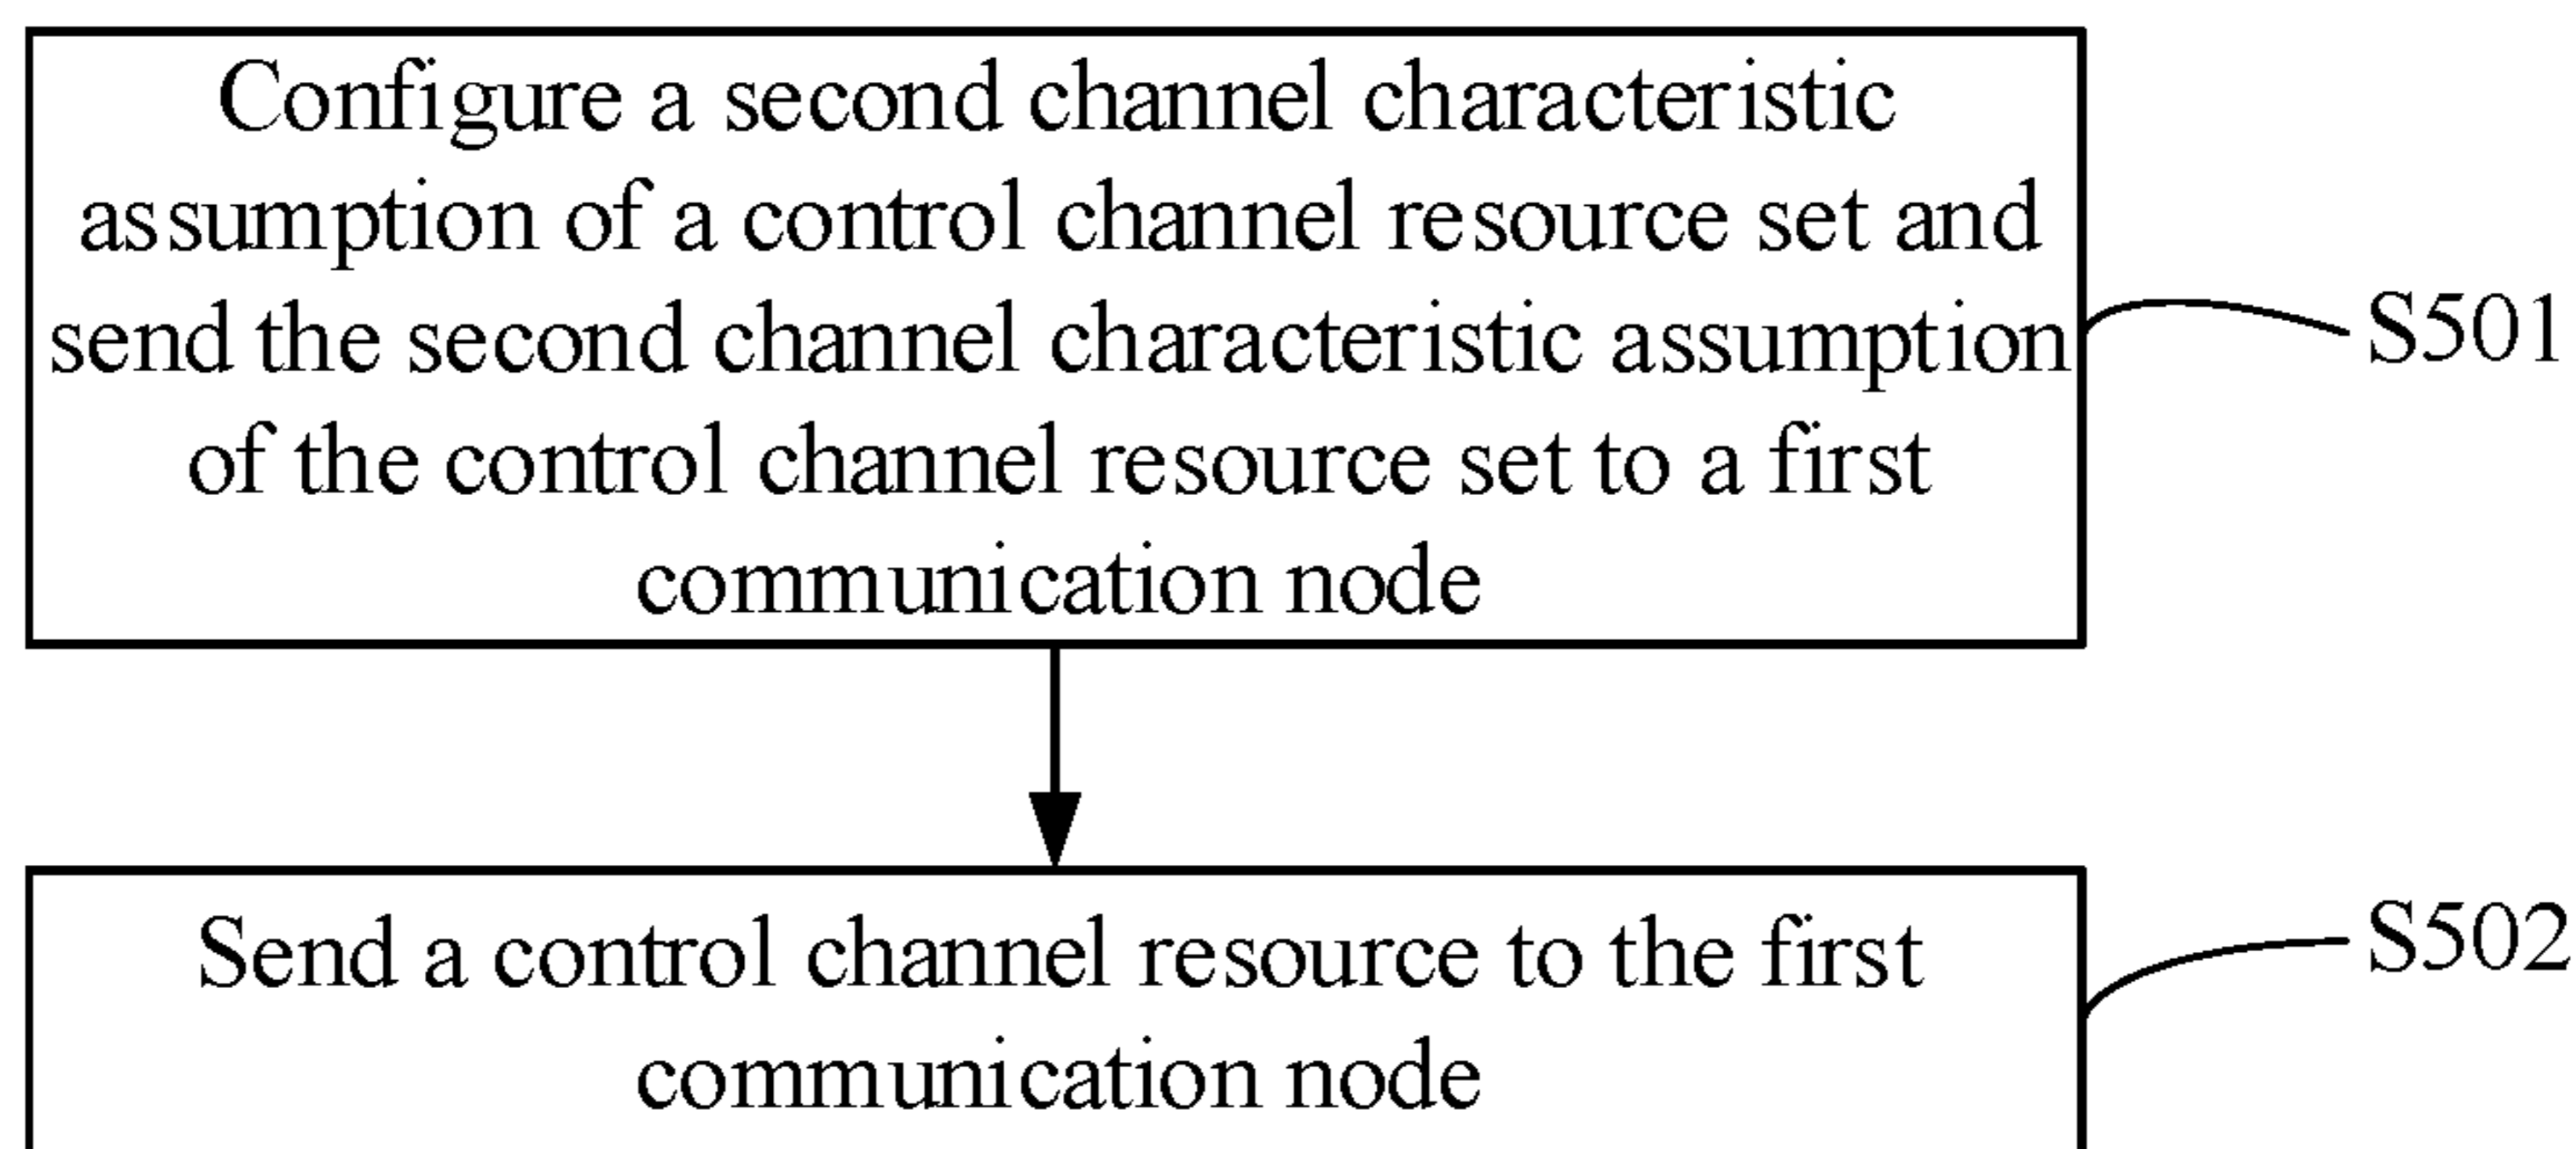 Configure a second channel characteristic
assumption of a control channel resource set and
send the second channel characteristic assumption
of the control channel resource set to a first
communication node
S501
Send a control channel resource to the first
communication node
S502